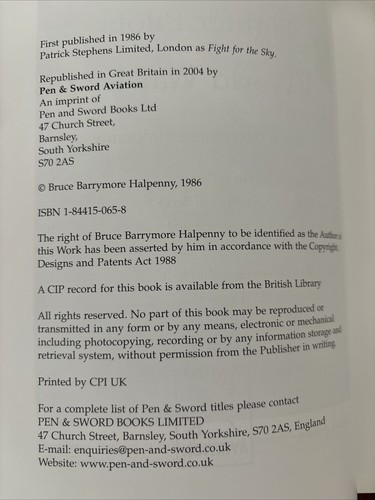 First published in 1986 by
Patrick Stephens Limited, London as Fight for the Sky.
Republished in Great Britain in 2004 by
Pen & Sword Aviation
An imprint of
Pen and Sword Books Ltd
47 Church Street,
Barnsley,
South Yorkshire
S70 2AS
© Bruce Barrymore Halpenny, 1986
ISBN 1-84415-065-8
The right of Bruce Barrymore Halpenny to be identified as the Author of
this Work has been asserted by him in accordance with the Copyright,
Designs and Patents Act 1988
A CIP record for this book is available from the British Library
All rights reserved. No part of this book may be reproduced or
transmitted in any form or by any means, electronic or mechanical
including photocopying, recording or by any information storage and
retrieval system, without permission from the Publisher in writing.
Printed by CPI UK
For a complete list of Pen & Sword titles please contact
PEN & SWORD BOOKS LIMITED
47 Church Street, Barnsley, South Yorkshire, S70 2AS, England
E-mail: enquiries@pen-and-sword.co.uk
Website: www.pen-and-sword.co.uk